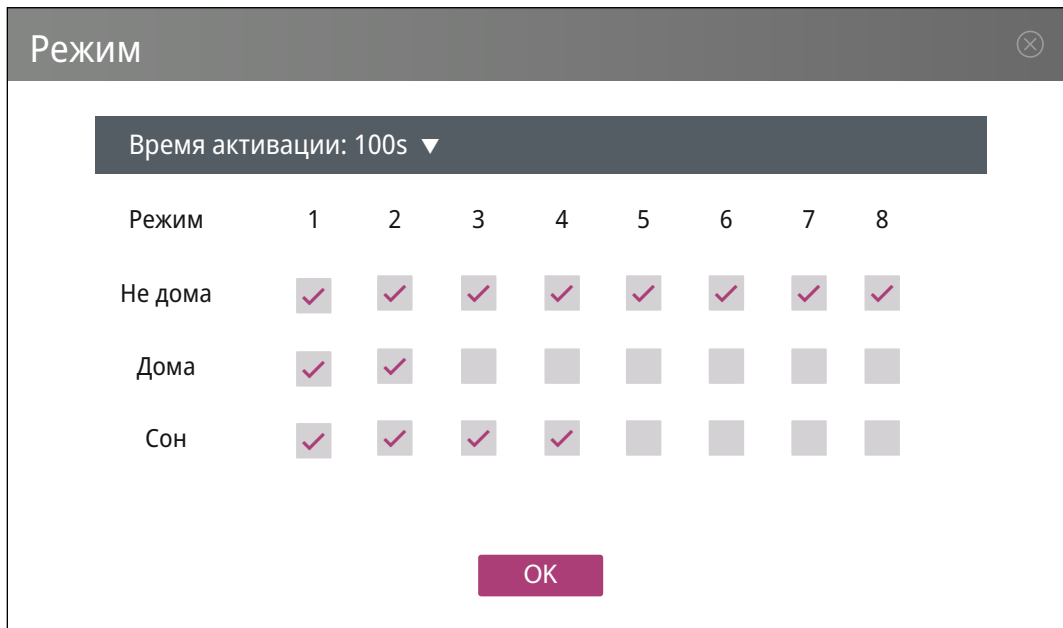 Режим
Время активации: 100s ▼
Режим 1 2 3 4 5 6 7 8
Не дома
Дома
Сон
OK